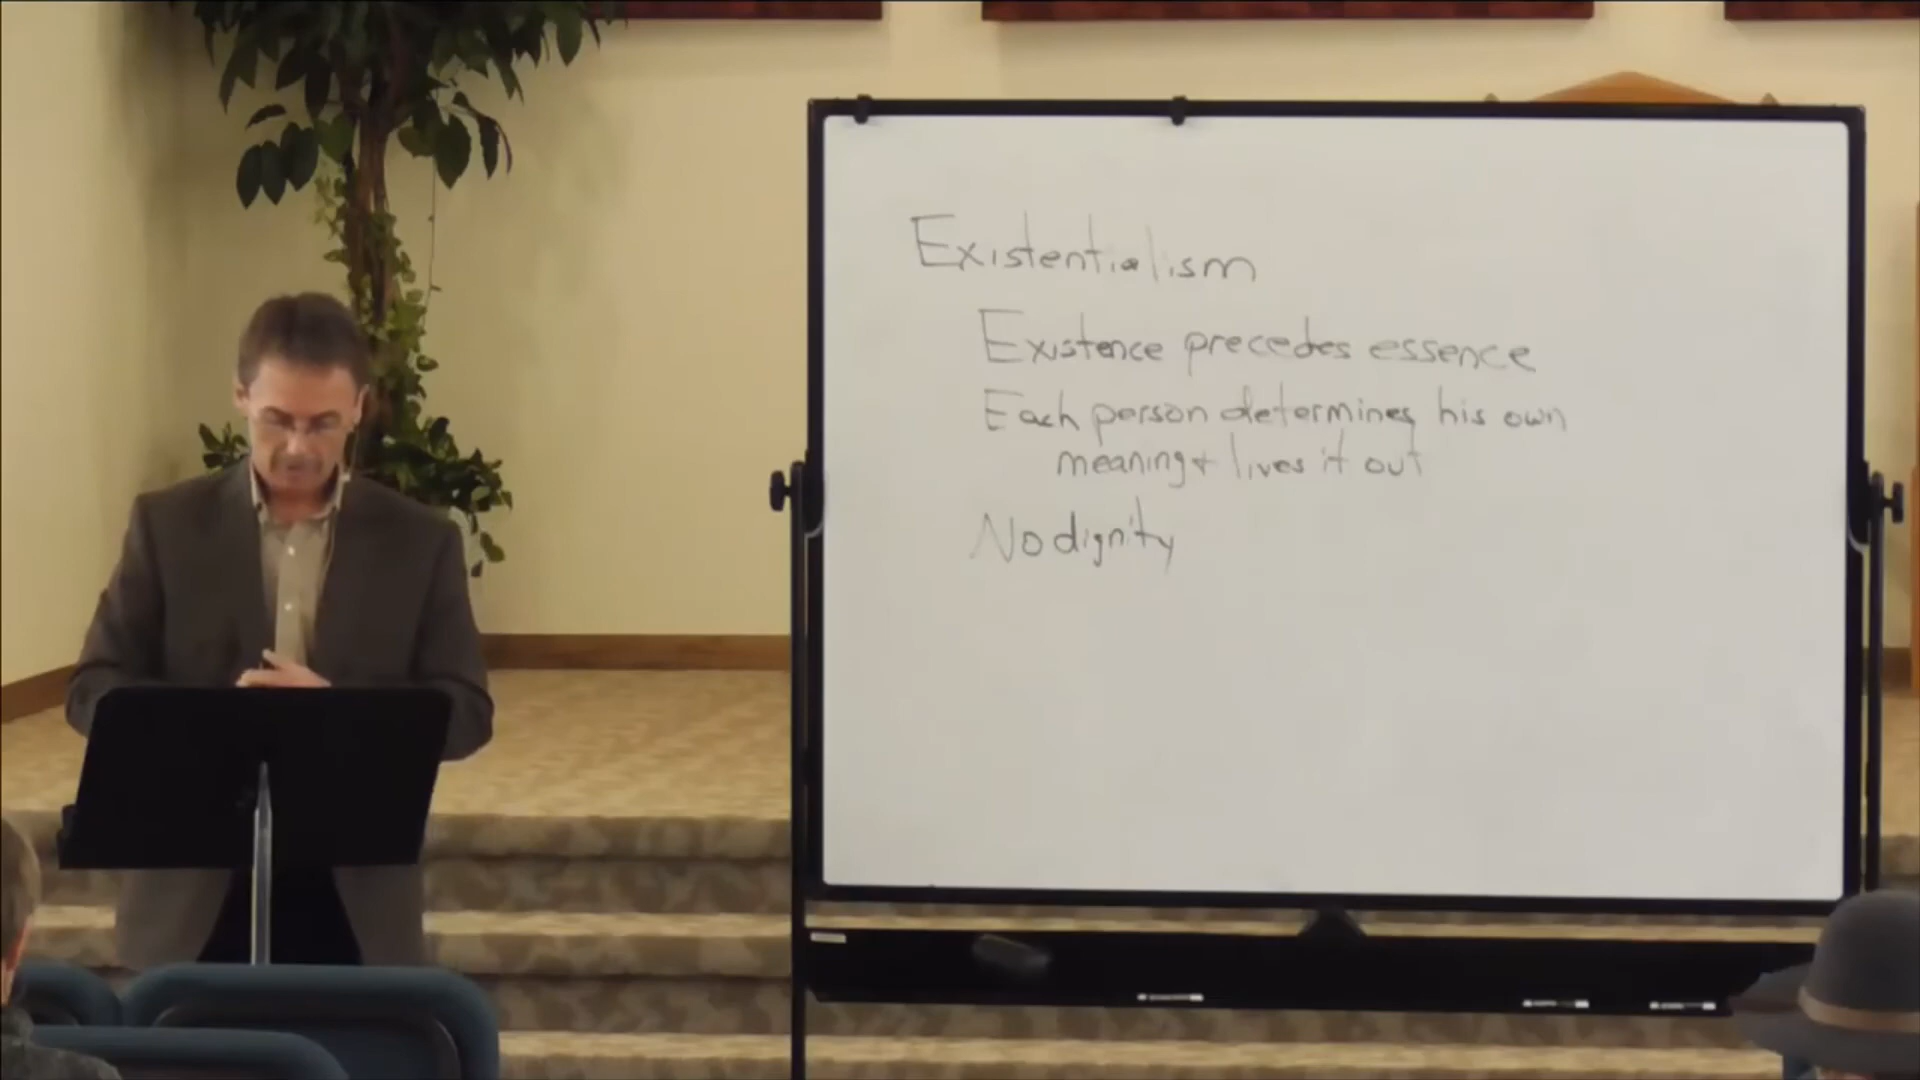 Existentialism
Existence precedes essence
Each person determines his own
meaning + lives it out
No dignity